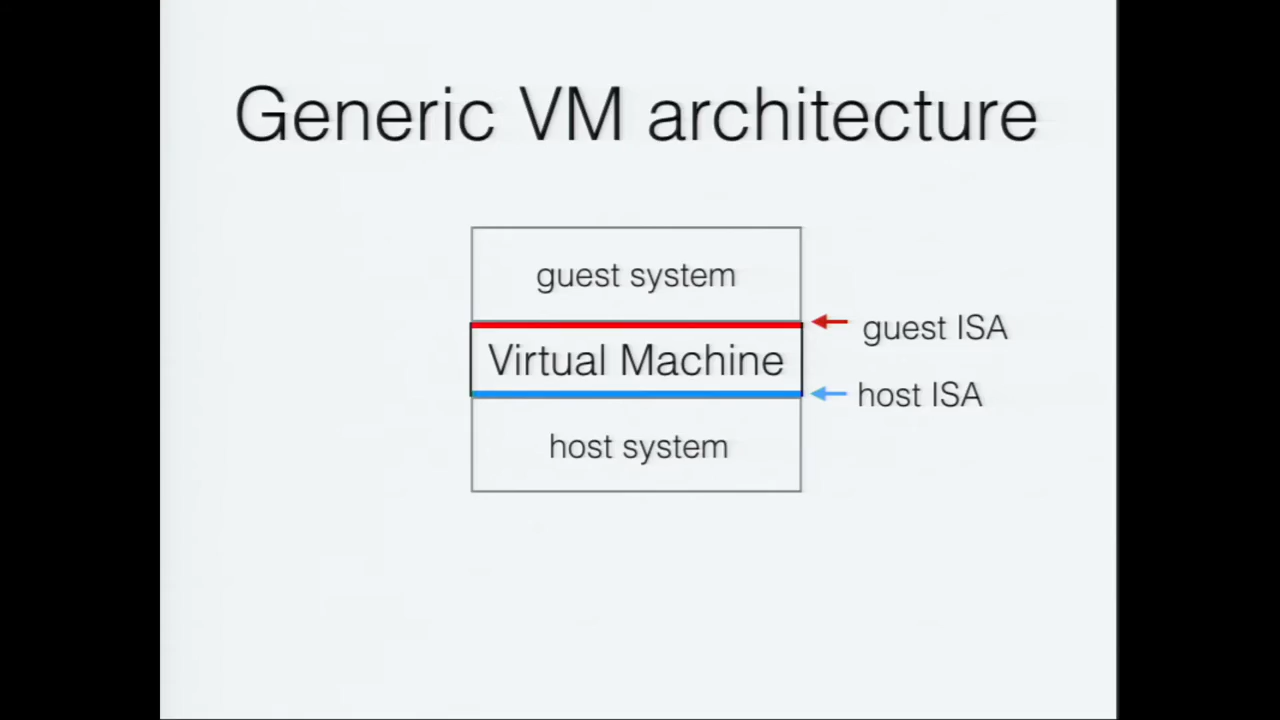 Generic VM architecture
guest system
guest ISA
Virtual Machine
host ISA
host system